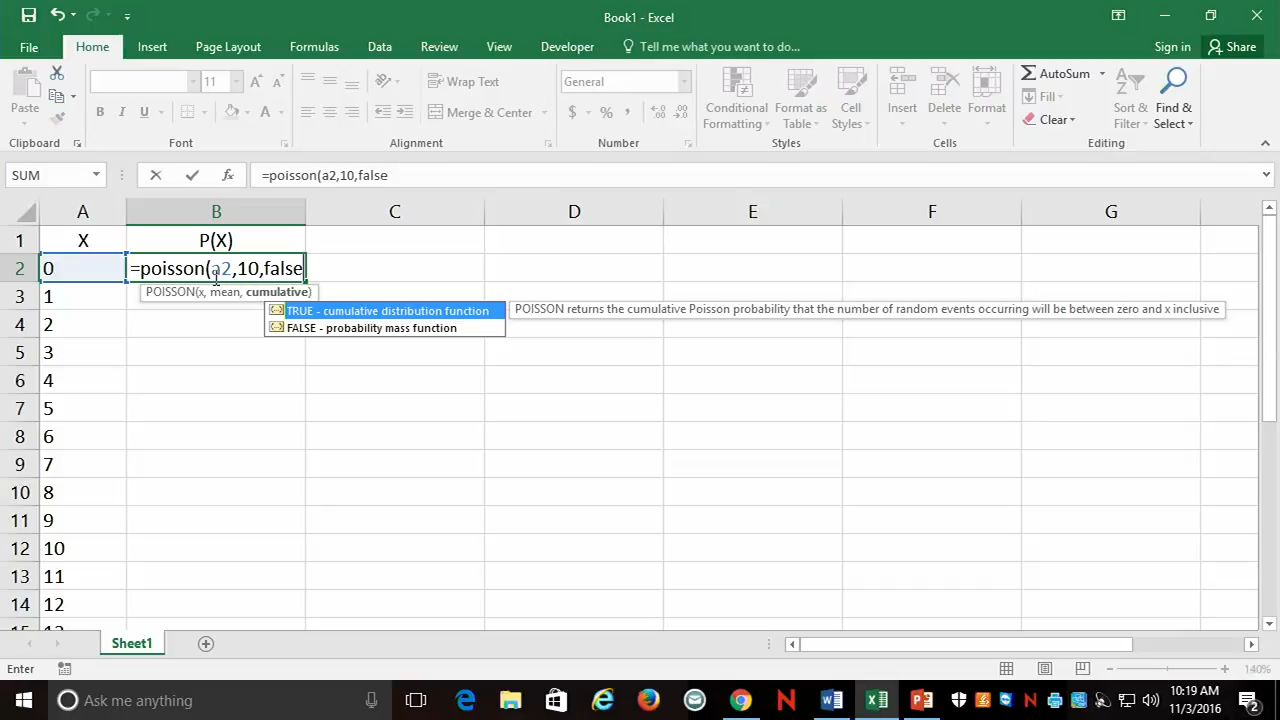 Book1 - Excel
Sign in
Share
File
Home
Insert
Page Layout
Formulas
Data
Review
View
Developer
Tell me what you want to do...
Paste
Clipboard
11
B I U
A
Font
Wrap Text
Merge & Center
Alignment
General
$ % ,
Number
Conditional Formatting
Format as Table
Cell Styles
Styles
Insert
Delete
Format
Cells
AutoSum
Fill
Clear
Sort & Filter
Find & Select
Editing
SUM
fx
=poisson(a2,10,false
A B C D E F G
1 X P(X)
2 0 =poisson(a2,10,false
POISSON(x, mean, cumulative)
TRUE - cumulative distribution function
POISSON returns the cumulative Poisson probability that the number of random events occurring will be between zero and x inclusive
FALSE - probability mass function
3 1
4 2
5 3
6 4
7 5
8 6
9 7
10 8
11 9
12 10
13 11
14 12
15 13
Sheet1
Enter
140%
Ask me anything
10:19 AM
11/3/2016
2